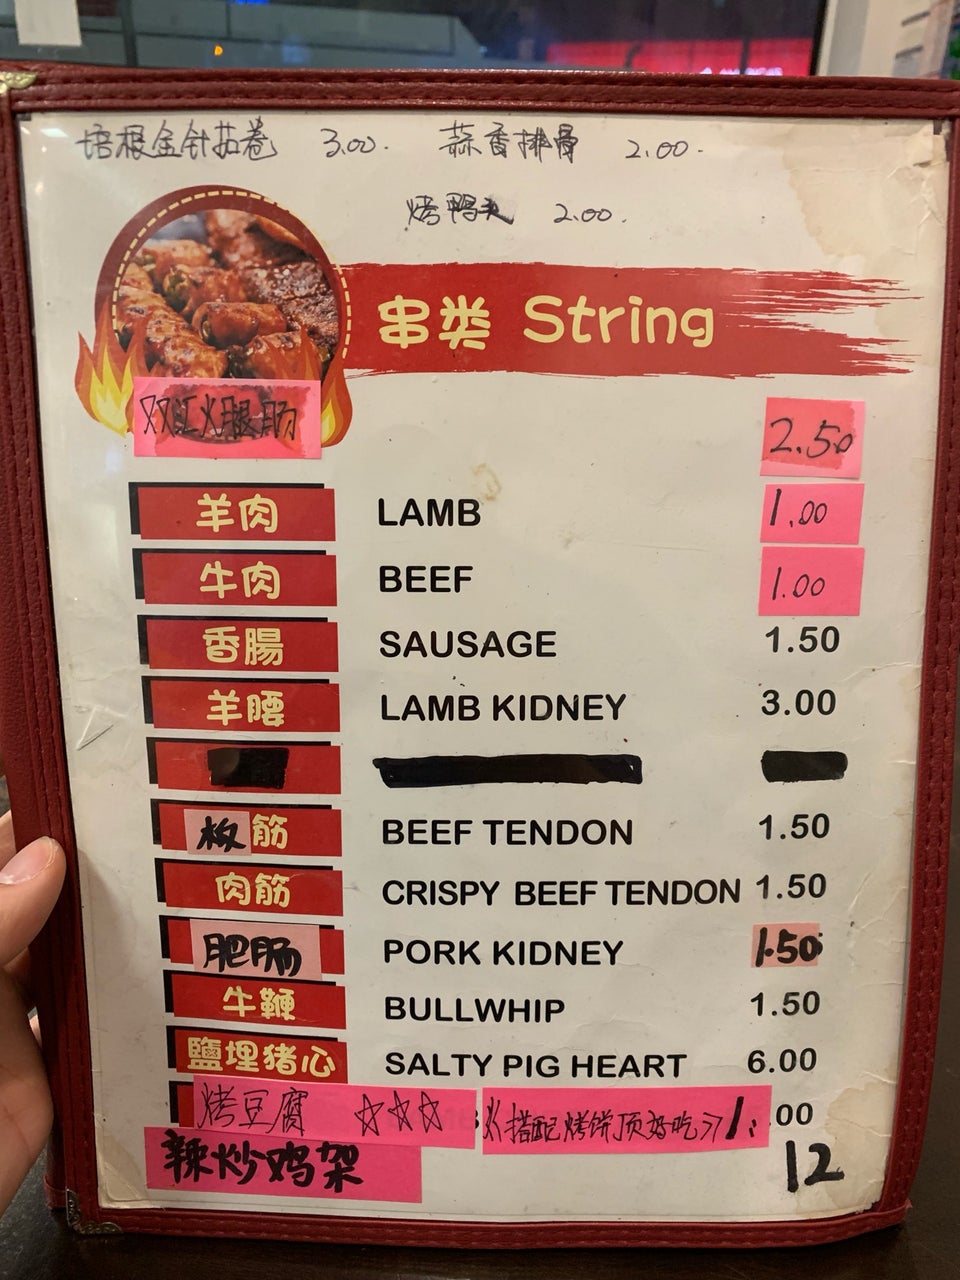 培根金针菇卷 3.00. 蒜香排骨 2.00.
烤鸭夹 2.00.
串类 String
双汇火腿肠 2.50
羊肉 LAMB 1.00
牛肉 BEEF 1.00
香腸 SAUSAGE 1.50
羊腰 LAMB KIDNEY 3.00
板筋 BEEF TENDON 1.50
肉筋 CRISPY BEEF TENDON 1.50
肥肠 PORK KIDNEY 1.50
牛鞭 BULLWHIP 1.50
鹽埋猪心 SALTY PIG HEART 6.00
烤豆腐 ☆☆☆ 搭配烤饼顶好吃 1.00
辣炒鸡架 12